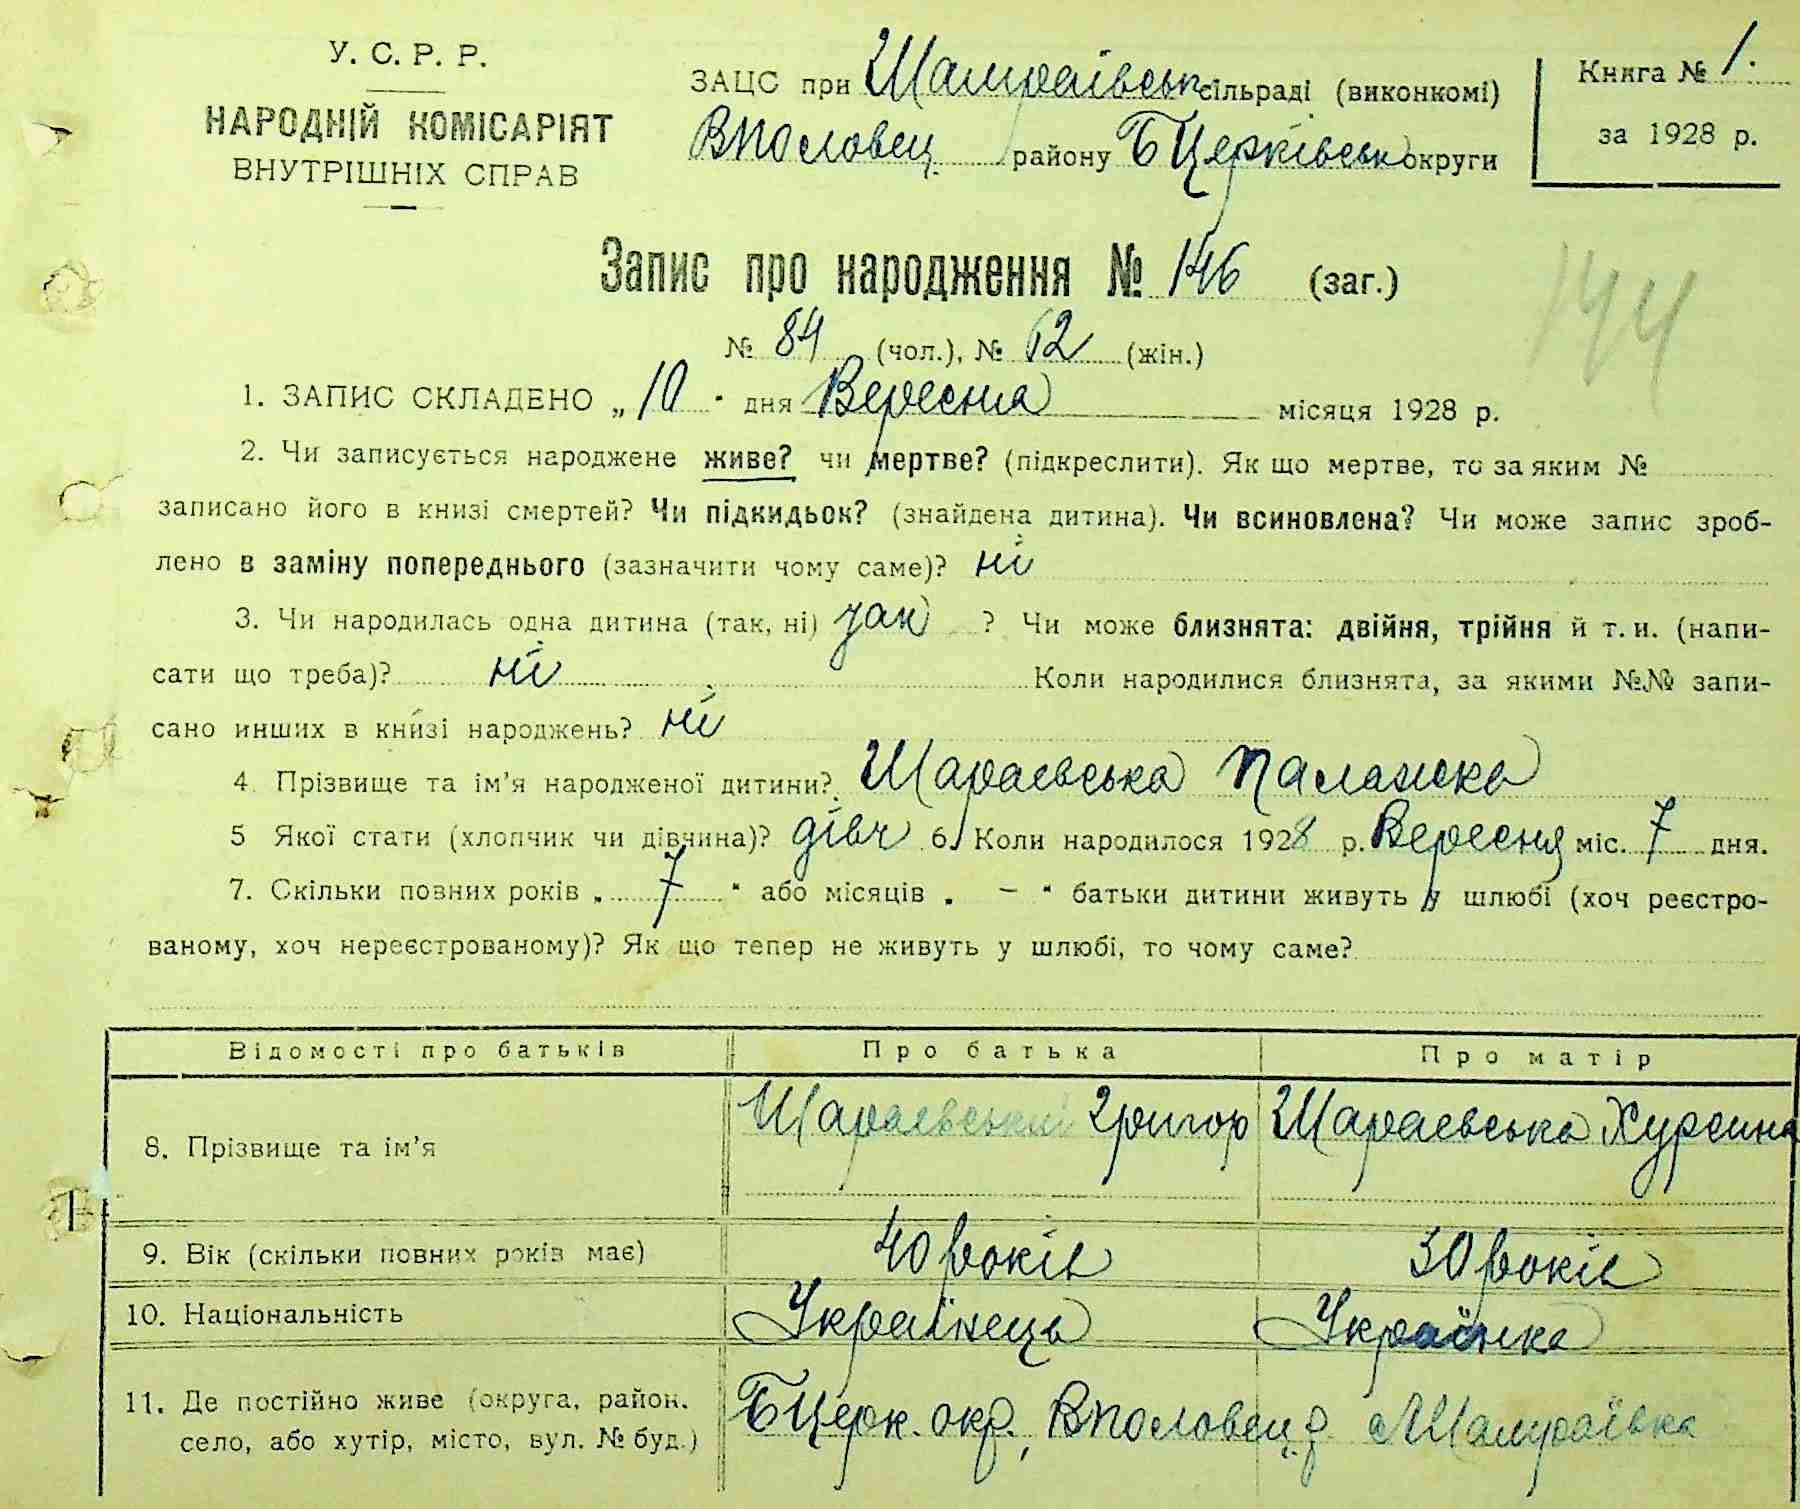 У. С. Р. Р.
НАРОДНІЙ КОМІСАРІЯТ
ВНУТРІШНІХ СПРАВ
ЗАЦС при Шамраївськ сільраді (виконкомі)
ВПоловец. району БЦерківськ округи
Книга № 1.
за 1928 р.
Запис про народження № 146 (заг.)
144
№ 84 (чол.), № 62 (жін.)
1. ЗАПИС СКЛАДЕНО „10" дня Вересня місяця 1928 р.
2. Чи записується народжене живе? чи мертве? (підкреслити). Як що мертве, то за яким №
записано його в книзі смертей? Чи підкидьок? (знайдена дитина). Чи всиновлена? Чи може запис зроб-
лено в заміну попереднього (зазначити чому саме)? ні
3. Чи народилась одна дитина (так, ні) так ? Чи може близнята: двійня, трійня й т. и. (напи-
сати що треба)? ні Коли народилися близнята, за якими №№ запи-
сано инших в книзі народжень? ні
4. Прізвище та ім'я народженої дитини? Шараєвська Палажка
5 Якої стати (хлопчик чи дівчина)? дівч 6. Коли народилося 1928 р. Вересня міс. 7 дня.
7. Скільки повних років „ 7 " або місяців „ — " батьки дитини живуть у шлюбі (хоч реєстро-
ваному, хоч нереєстрованому)? Як що тепер не живуть у шлюбі, то чому саме?
Відомості про батьків Про батька Про матір
8. Прізвище та ім'я Шараєвський Григор Шараєвська Хурсина
9. Вік (скільки повних років має) 40 років 30 років
10. Національність Українець Українка
11. Де постійно живе (округа, район, село, або хутір, місто, вул. № буд.) БЦерк. окр., ВПоловец. р. с Шамраївка